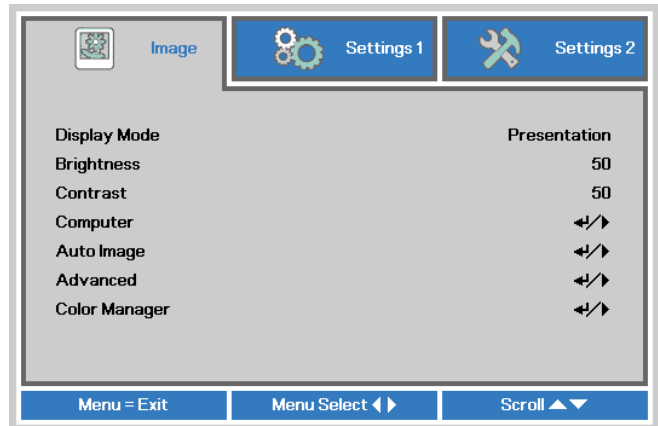 Image Settings 1 Settings 2
Display Mode Presentation
Brightness 50
Contrast 50
Computer ↵/▶
Auto Image ↵/▶
Advanced ↵/▶
Color Manager ↵/▶
Menu = Exit Menu Select ◀▶ Scroll ▲▼